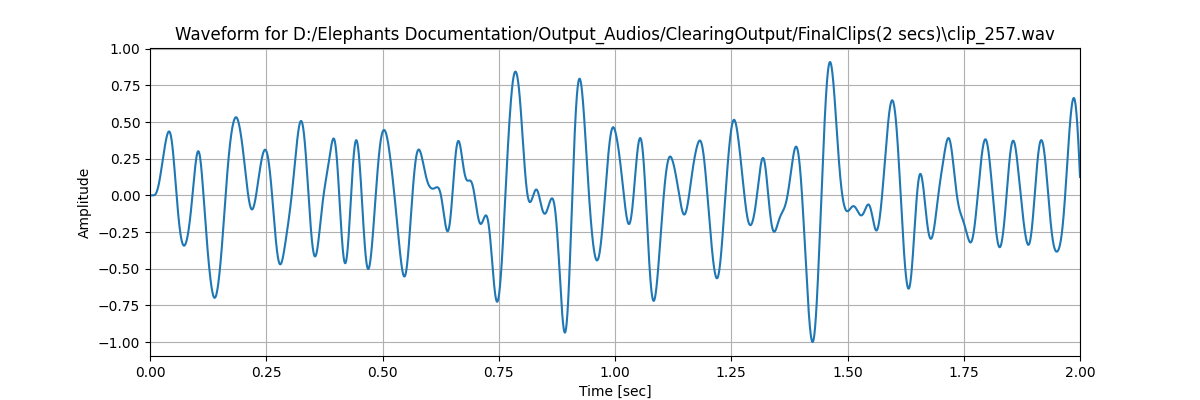 Waveform for D:/Elephants Documentation/Output_Audios/ClearingOutput/FinalClips(2 secs)\clip_257.wav
1.00
0.75
0.50
0.25
0.00
−0.25
−0.50
−0.75
−1.00
Amplitude
0.00 0.25 0.50 0.75 1.00 1.25 1.50 1.75 2.00
Time [sec]